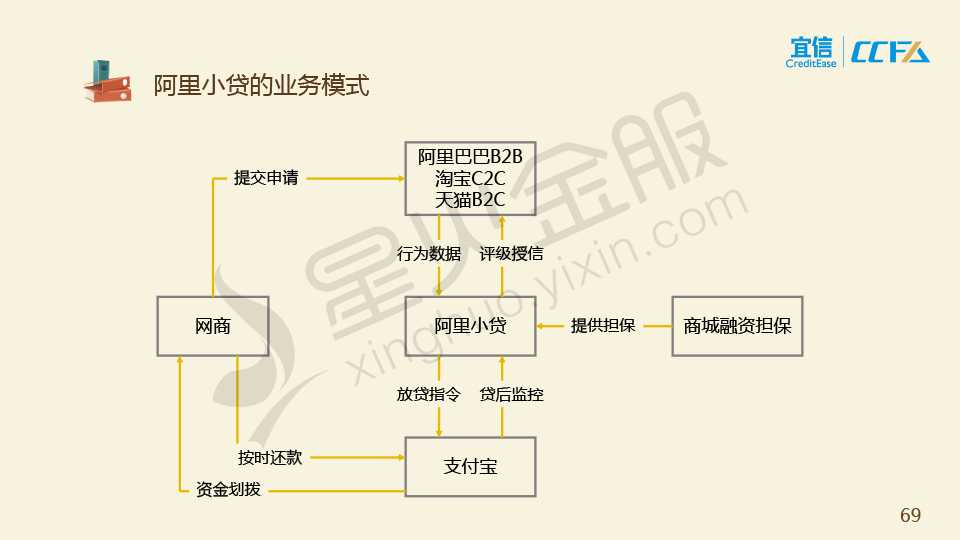 宜信
CreditEase
CCFA
阿里小贷的业务模式
阿里巴巴B2B
淘宝C2C
天猫B2C
提交申请
行为数据
评级授信
网商
阿里小贷
提供担保
商城融资担保
放贷指令
贷后监控
按时还款
支付宝
资金划拨
星火金服
xinghuo.yixin.com
69